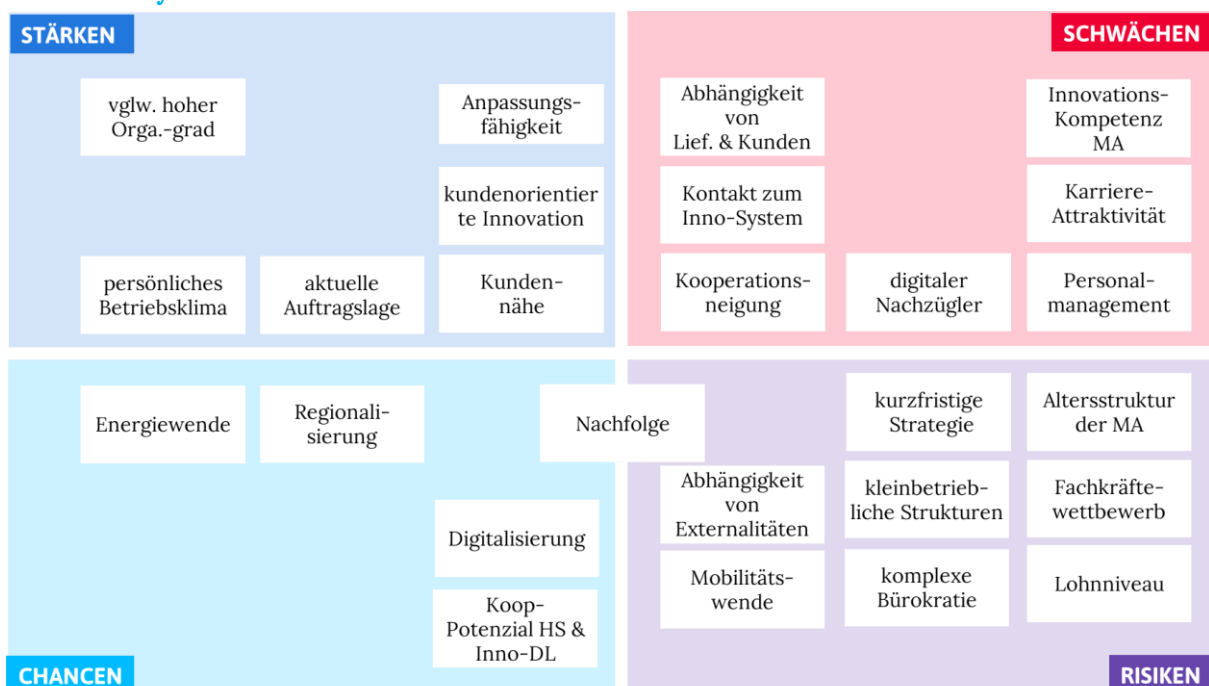 STÄRKEN
vglw. hoher
Orga.-grad
Anpassungs-
fähigkeit
kundenorientier
te Innovation
persönliches
Betriebsklima
aktuelle
Auftragslage
Kunden-
nähe
SCHWÄCHEN
Abhängigkeit
von
Lief. & Kunden
Innovations-
Kompetenz
MA
Kontakt zum
Inno-System
Karriere-
Attraktivität
Kooperations-
neigung
digitaler
Nachzügler
Personal-
management
Energiewende
Regionali-
sierung
Nachfolge
Digitalisierung
Koop-
Potenzial HS &
Inno-DL
CHANCEN
kurzfristige
Strategie
Altersstruktur
der MA
Abhängigkeit
von
Externalitäten
kleinbetrieb-
liche Strukturen
Fachkräfte-
wettbewerb
Mobilitäts-
wende
komplexe
Bürokratie
Lohnniveau
RISIKEN